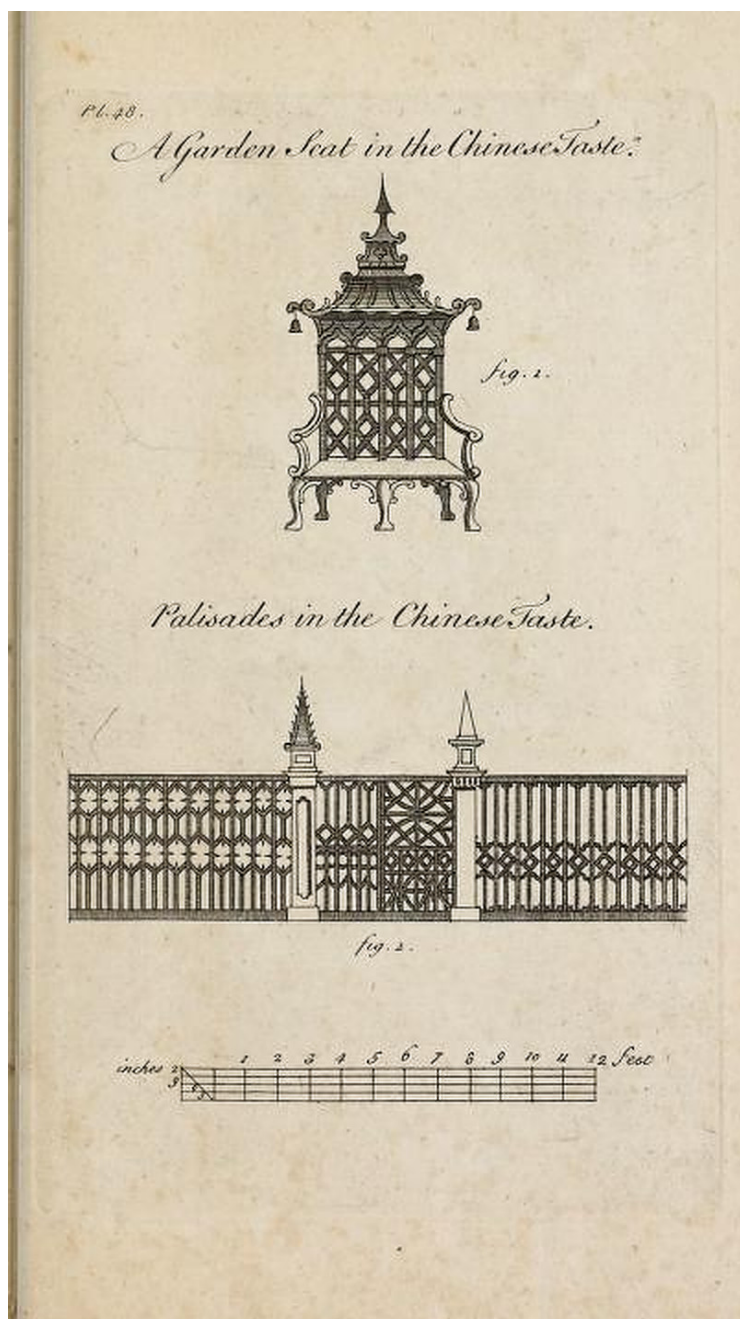 Pl. 48.
A Garden Seat in the Chinese Taste.
fig. 1.
Palisades in the Chinese Taste.
fig. 2.
1 2 3 4 5 6 7 8 9 10 11 12 feet
inches
9